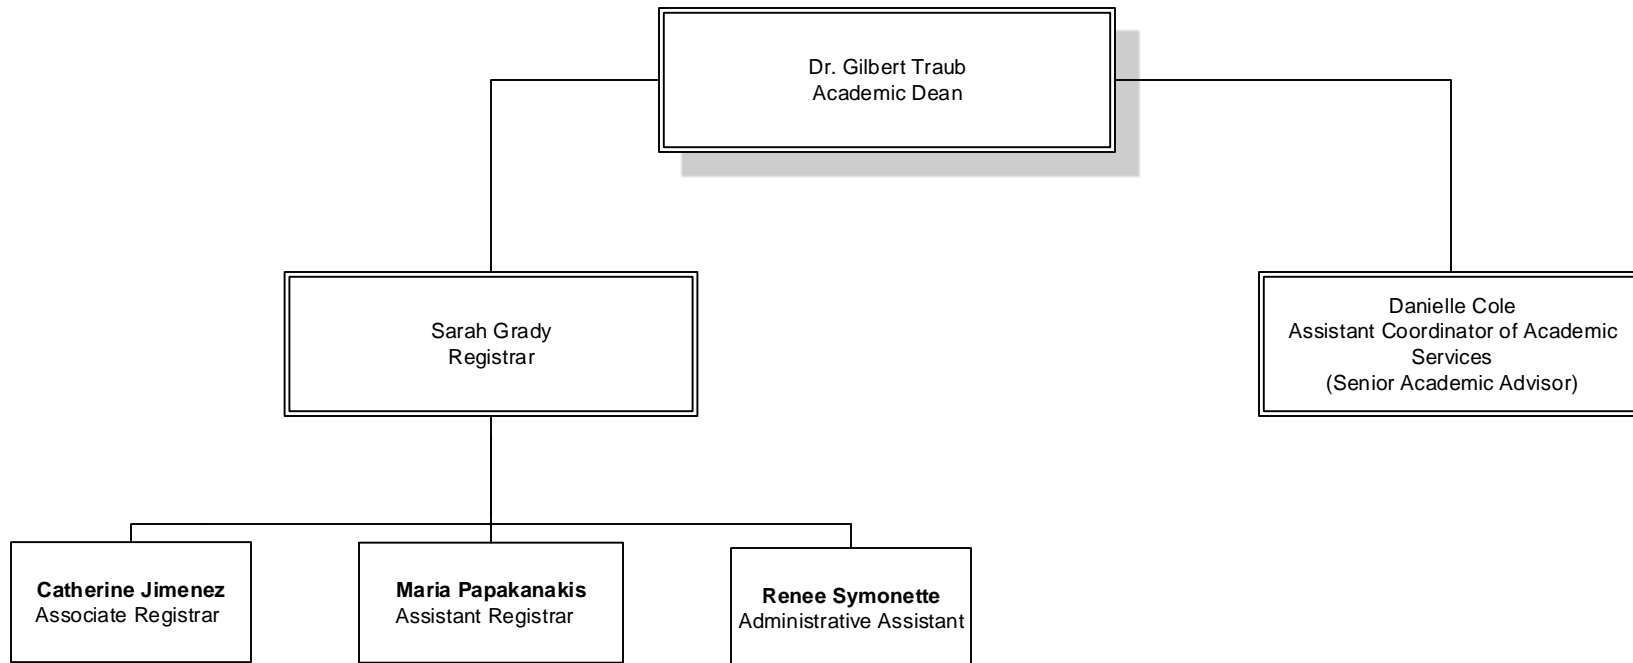 Dr. Gilbert Traub
Academic Dean
Sarah Grady
Registrar
Danielle Cole
Assistant Coordinator of Academic
Services
(Senior Academic Advisor)
Catherine Jimenez
Associate Registrar
Maria Papakanakis
Assistant Registrar
Renee Symonette
Administrative Assistant